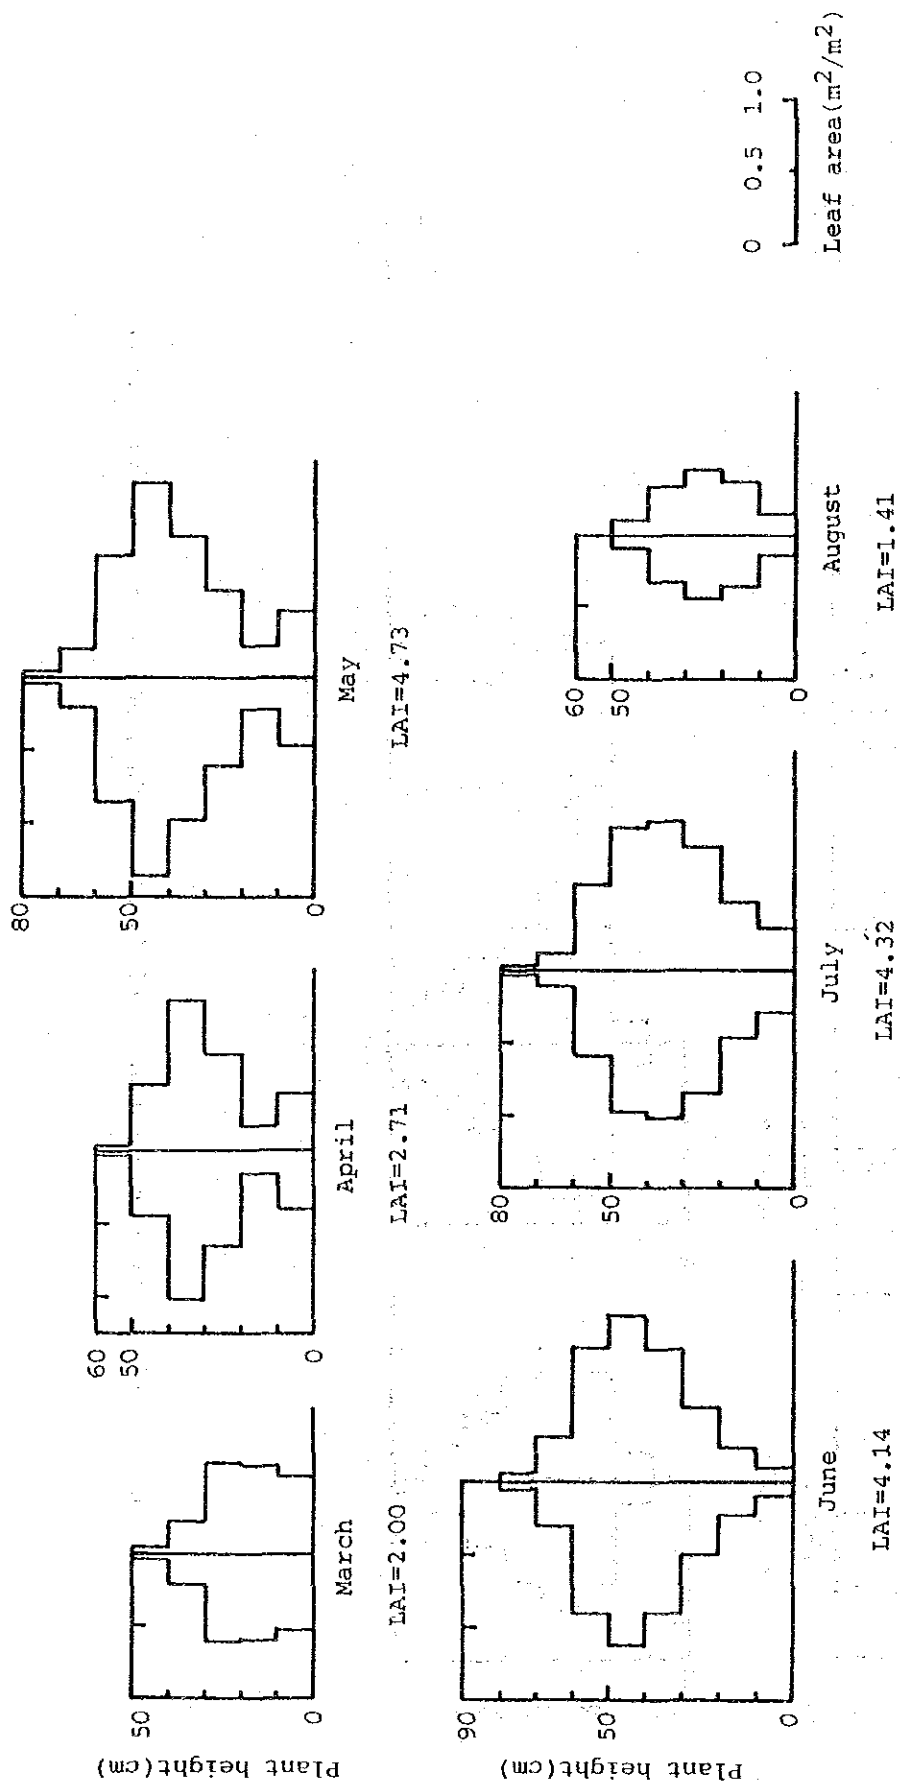 Plant height(cm)
50
0
March
LAI=2.00
60
50
0
April
LAI=2.71
80
50
0
May
LAI=4.73
Plant height(cm)
90
50
0
June
LAI=4.14
80
50
0
July
LAI=4.32
60
50
0
August
LAI=1.41
0 0.5 1.0
Leaf area(m²/m²)